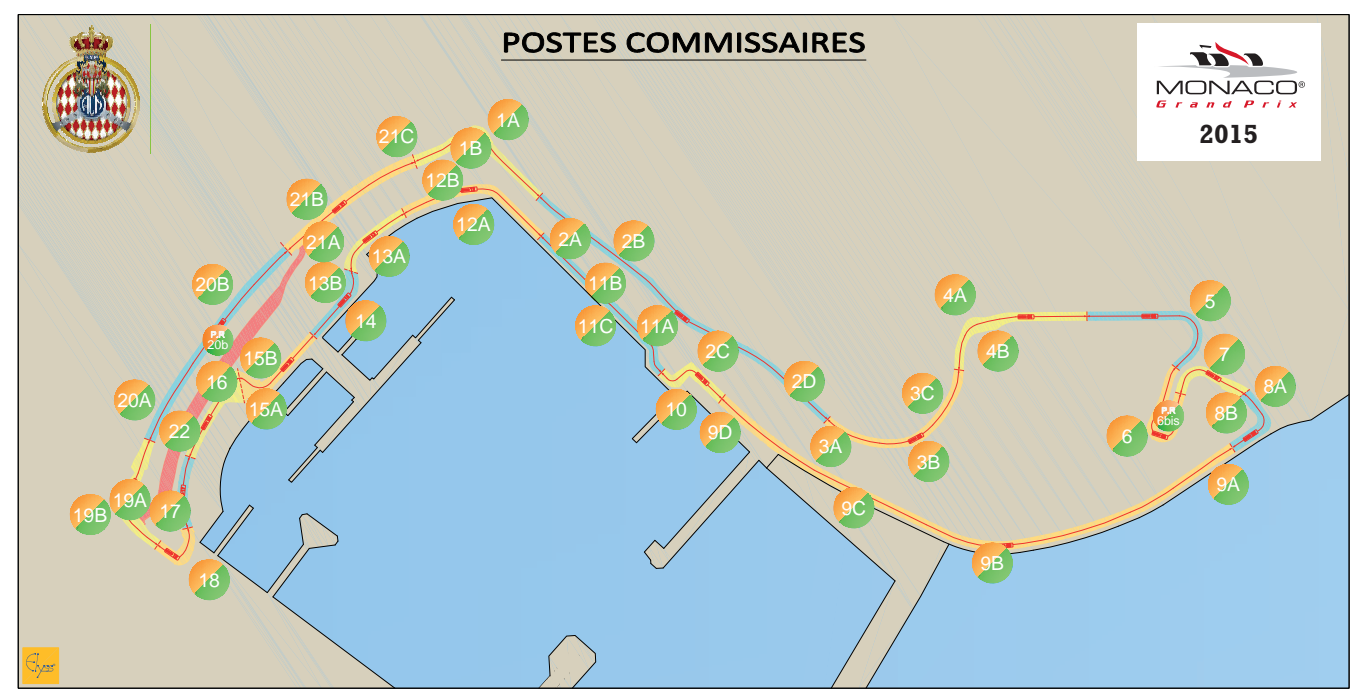 POSTES COMMISSAIRES
MONACO®
Grand Prix
2015
1A
21C
1B
12B
21B
12A
21A
2A
2B
13A
20B
13B
11B
4A
5
14
11C
11A
P.R
20b
15B
2C
4B
7
16
2D
8A
20A
15A
3C
10
8B
P.R
6bis
22
9D
3A
6
3B
9A
19A
19B
17
9C
18
9B
Elyps